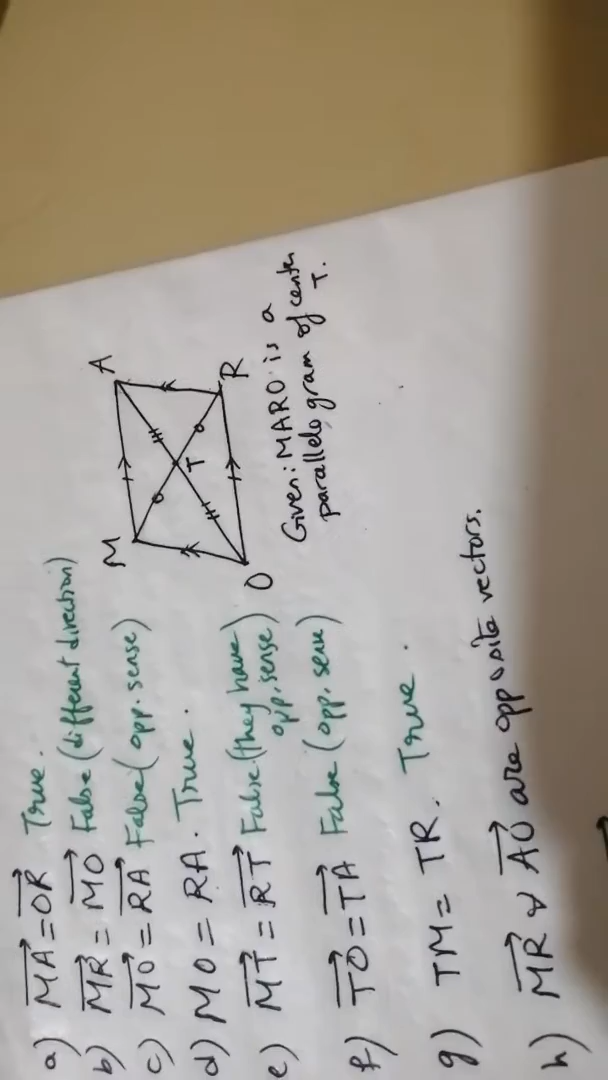 a) MA = OR True.
b) MR = MO False (different direction)
c) MO = RA False (opp. sense)
d) MO = RA. True.
e) MT = RT False (they have
opp. sense)
f) TO = TA False (opp. sense)
g) TM = TR. True.
h) MR & AO are opposite vectors.
M
A
T
O
R
Given: MARO is a
parallelogram of center
T.